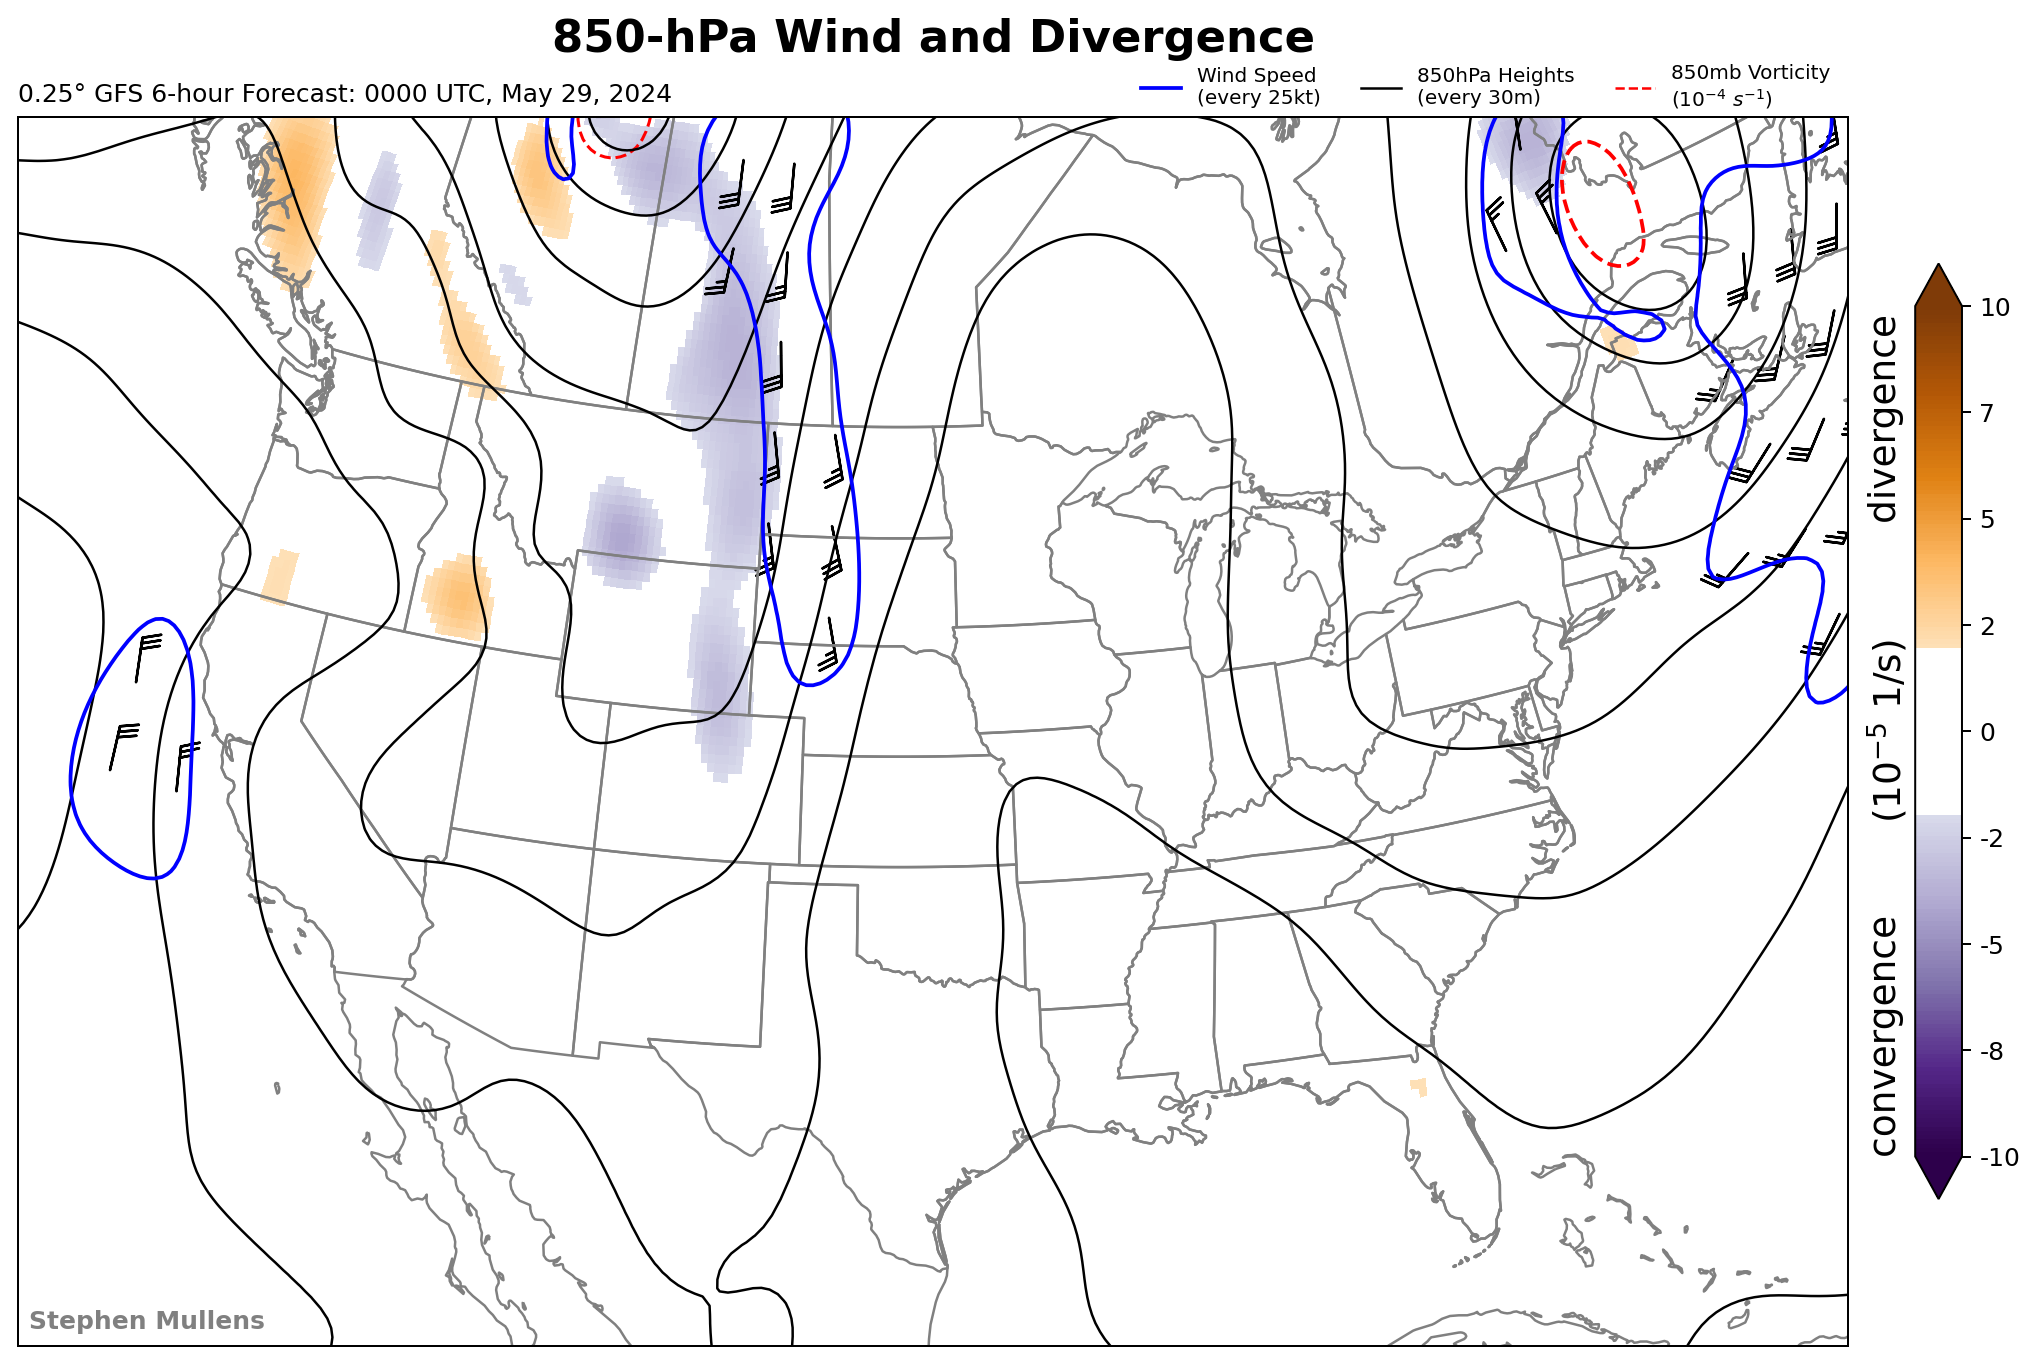 850-hPa Wind and Divergence
0.25° GFS 6-hour Forecast: 0000 UTC, May 29, 2024
Wind Speed
(every 25kt)
850hPa Heights
(every 30m)
850mb Vorticity
(10⁻⁴ s⁻¹)
10
7
5
2
0
-2
-5
-8
-10
convergence (10⁻⁵ 1/s) divergence
Stephen Mullens